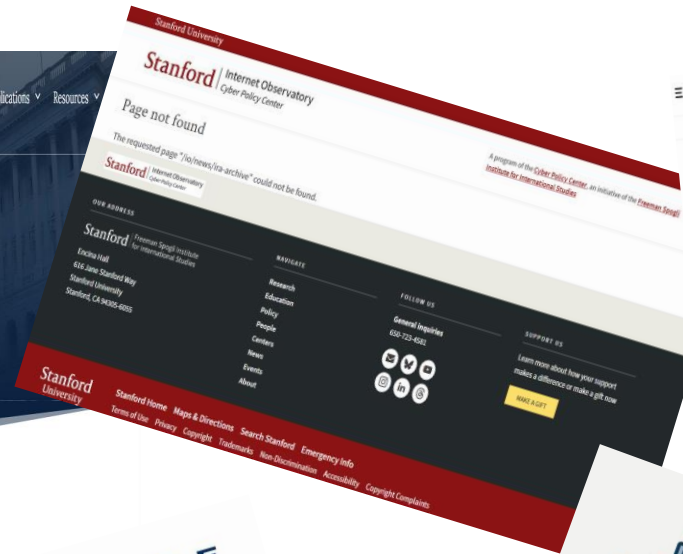 lications
Resources
Stanford University
Stanford
Internet Observatory
Cyber Policy Center
Page not found
The requested page "/io/news/ira-archive" could not be found.
A program of the Cyber Policy Center, an initiative of the Freeman Spogli
Institute for International Studies
Stanford
Internet Observatory
Cyber Policy Center
OUR ADDRESS
Stanford
Freeman Spogli Institute
for International Studies
Encina Hall
616 Jane Stanford Way
Stanford University
Stanford, CA 94305-6055
NAVIGATE
Research
Education
Policy
People
Centers
News
Events
About
FOLLOW US
General Inquiries
650-723-4581
SUPPORT US
Learn more about how your support
makes a difference or make a gift now
MAKE A GIFT
Stanford
University
Stanford Home Maps & Directions Search Stanford Emergency Info
Terms of Use Privacy Copyright Trademarks Non-Discrimination Accessibility Copyright Complaints